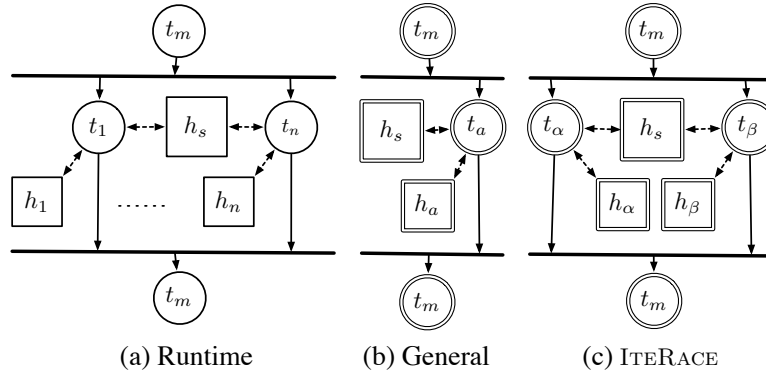 t_m t_m t_m
t_1 h_s t_n h_s t_a t_α h_s t_β
h_1 ...... h_n h_a h_α h_β
t_m t_m t_m
(a) Runtime (b) General (c) ITERACE